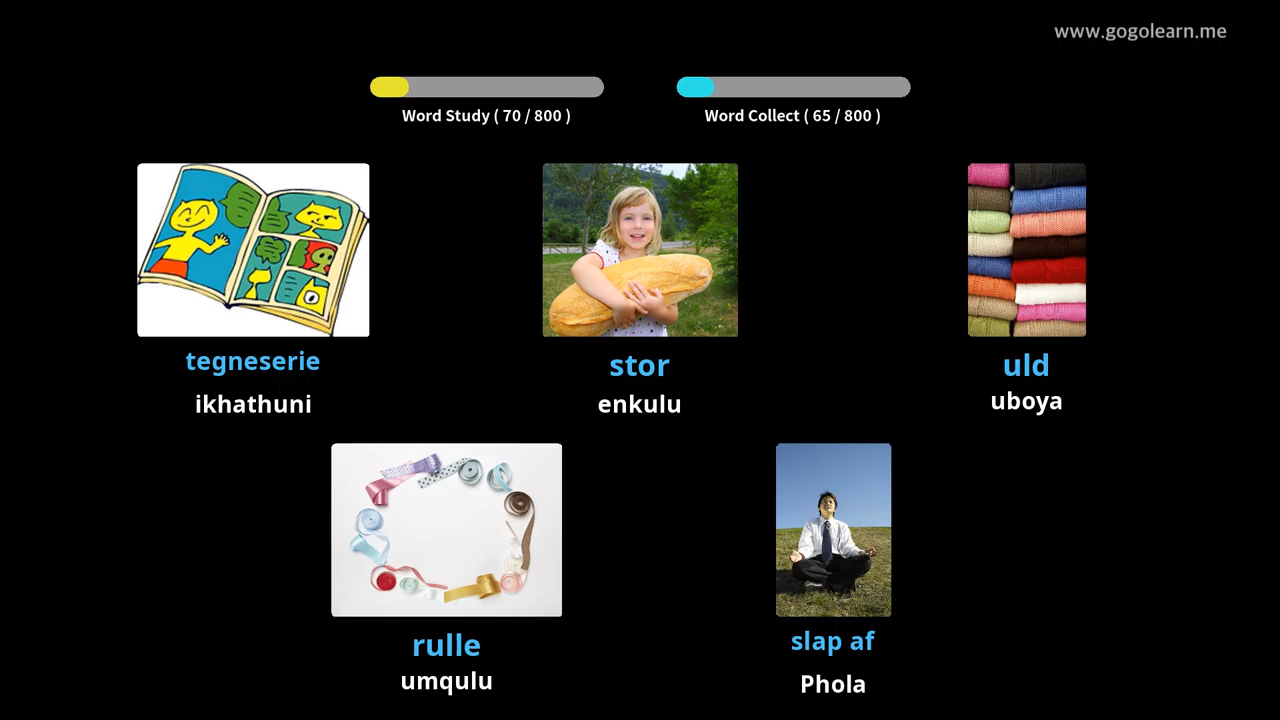 www.gogolearn.me
Word Study ( 70 / 800 )
Word Collect ( 65 / 800 )
tegneserie
ikhathuni
stor
enkulu
uld
uboya
rulle
umqulu
slap af
Phola